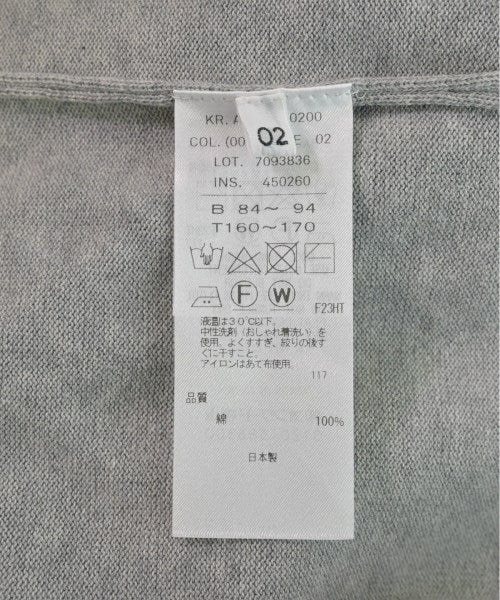 02
KR. A 0200
COL. (00 E 02
LOT. 7093836
INS. 450260
B 84～ 94
T160～170
F W
F23HT
液温は30℃以下。
中性洗剤（おしゃれ着洗い）を
使用。よくすすぎ、絞りの後す
ぐに干すこと。
アイロンはあて布使用。
117
品質
綿 100%
日本製